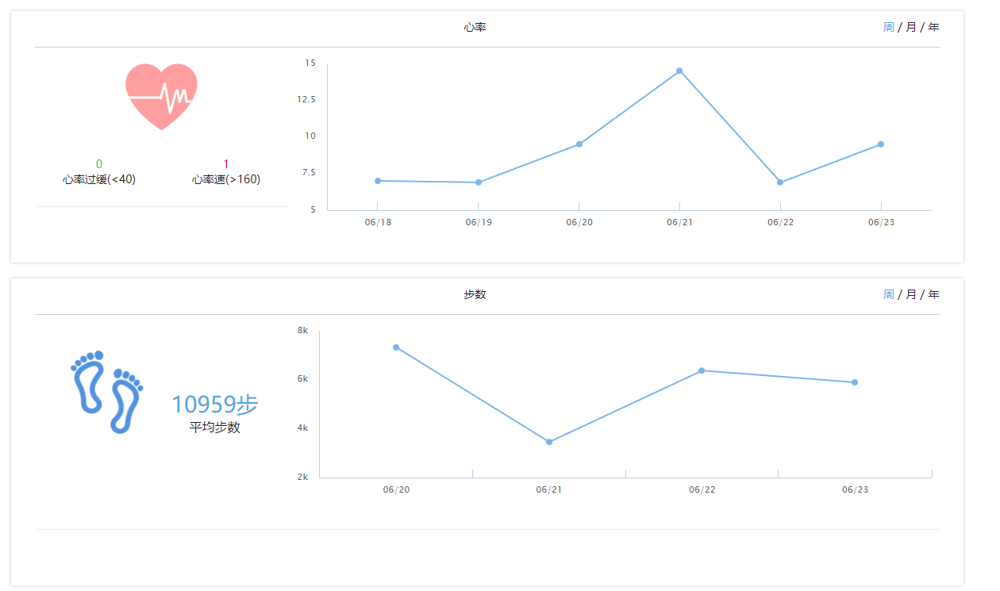 心率
周 / 月 / 年
0
心率过缓(<40)
1
心率速(>160)
15
12.5
10
7.5
5
06/18 06/19 06/20 06/21 06/22 06/23
步数
周 / 月 / 年
10959步
平均步数
8k
6k
4k
2k
06/20 06/21 06/22 06/23